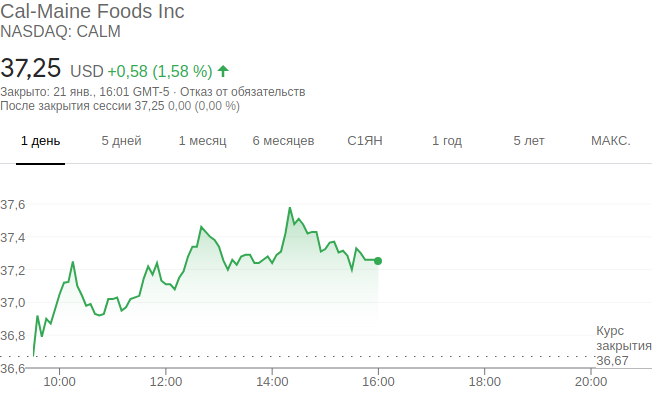 Cal-Maine Foods Inc
NASDAQ: CALM
37,25 USD +0,58 (1,58 %)
Закрыто: 21 янв., 16:01 GMT-5 · Отказ от обязательств
После закрытия сессии 37,25 0,00 (0,00 %)
1 день 5 дней 1 месяц 6 месяцев С1ЯН 1 год 5 лет МАКС.
37,6
37,4
37,2
37,0
36,8
36,6
Курс
закрытия
36,67
10:00 12:00 14:00 16:00 18:00 20:00